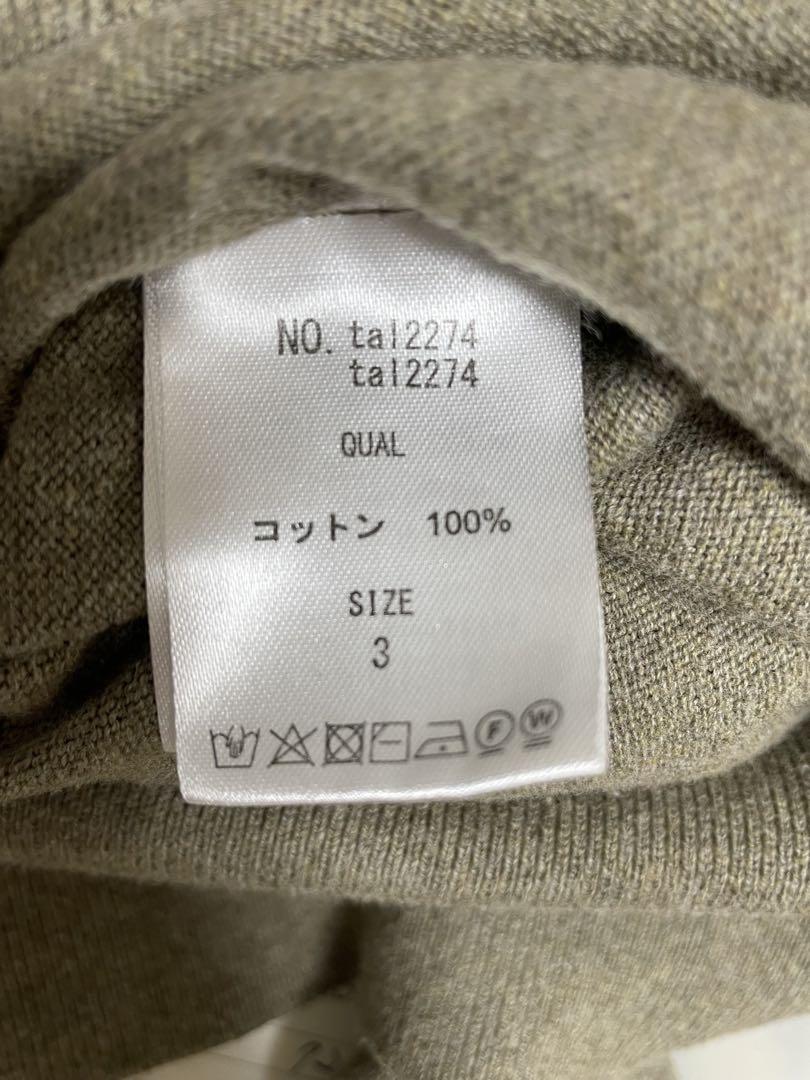 NO. tal2274
tal2274
QUAL
コットン 100%
SIZE
3
F W